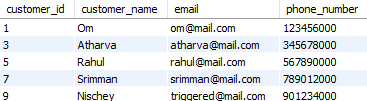 customer_id customer_name email phone_number
1 Om om@mail.com 123456000
3 Atharva atharva@mail.com 345678000
5 Rahul rahul@mail.com 567890000
7 Srimman srimman@mail.com 789012000
9 Nischey triggered@mail.com 901234000